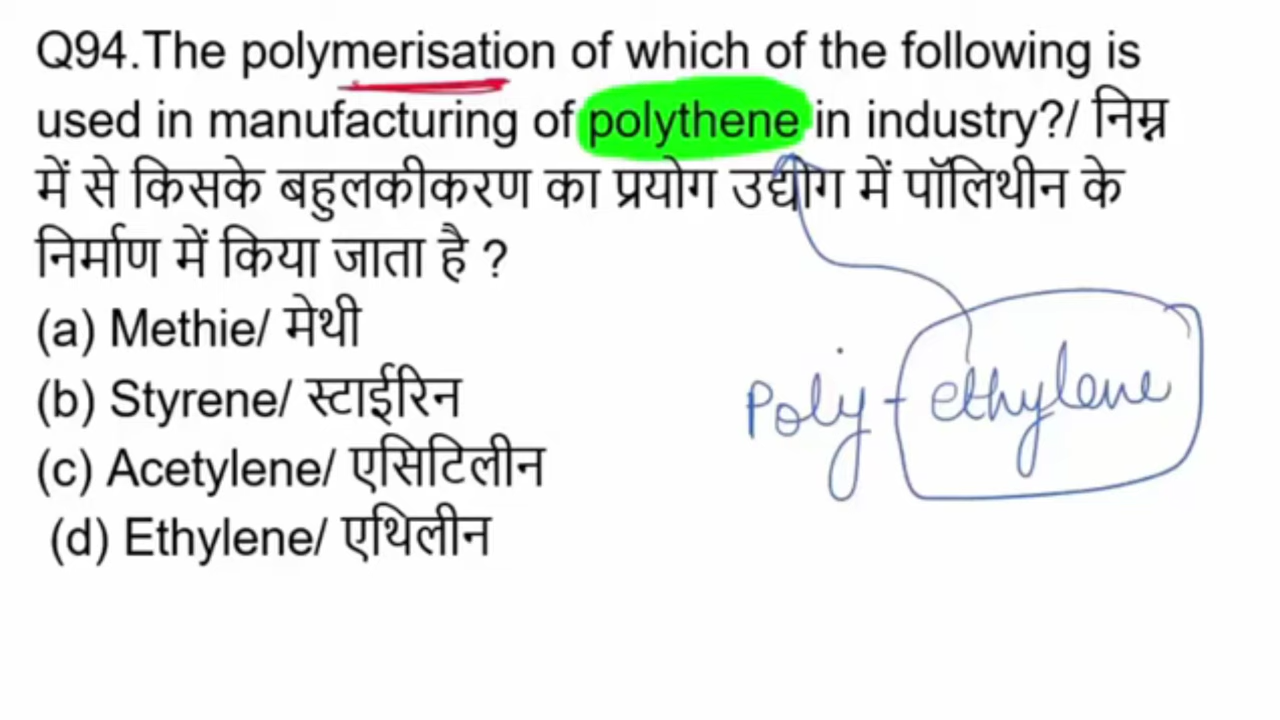 Q94.The polymerisation of which of the following is
used in manufacturing of polythene in industry?/ निम्न
में से किसके बहुलकीकरण का प्रयोग उद्योग में पॉलिथीन के
निर्माण में किया जाता है ?
(a) Methie/ मेथी
(b) Styrene/ स्टाईरिन
Poly-ethylene
(c) Acetylene/ एसिटिलीन
(d) Ethylene/ एथिलीन